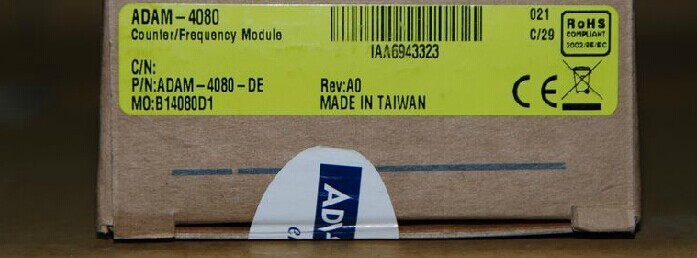 ADAM-4080
Counter/Frequency Module
IAA6943323
021
C/29
RoHS
COMPLIANT
2002/95/EC
C/N:
P/N:ADAM-4080-DE
Rev:A0
MO:B14080D1
MADE IN TAIWAN
CE